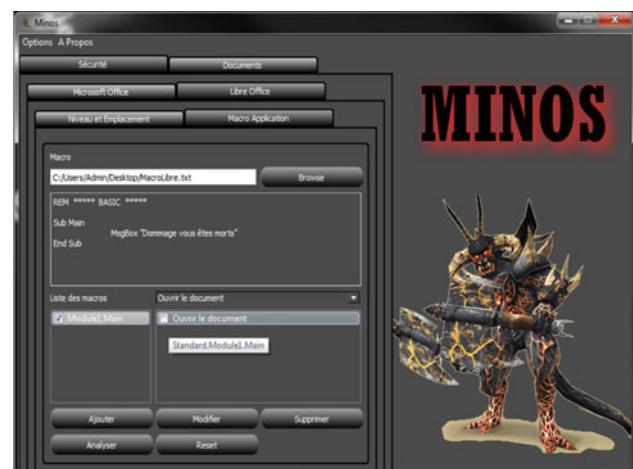 Minos
Options A Propos
Sécurité Documents
Microsoft Office Libre Office
Niveau et Emplacement Macro Application
MINOS
Macro
C:/Users/Admin/Desktop/MacroLibre.txt Browse
REM ***** BASIC *****
Sub Main
MsgBox "Dommage vous êtes morts"
End Sub
Liste des macros Ouvrir le document
Module1.Main Ouvrir le document
Standard.Module1.Main
Ajouter Modifier Supprimer
Analyser Reset